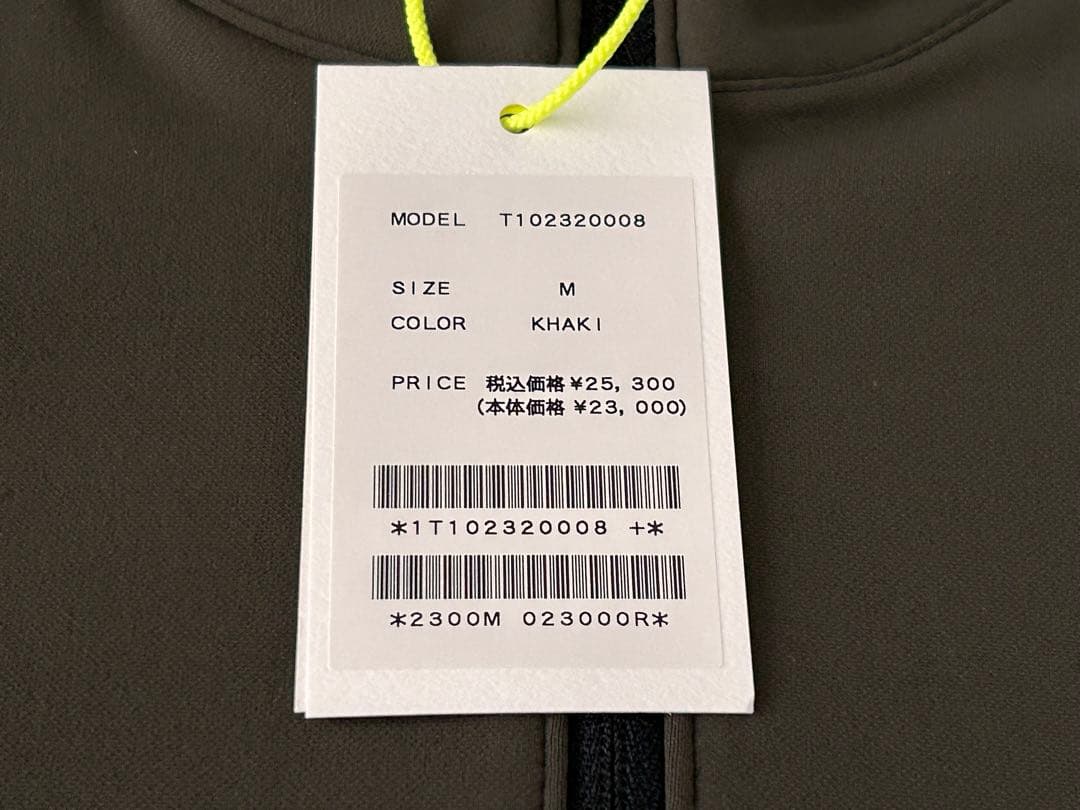 MODEL T102320008
SIZE M
COLOR KHAKI
PRICE 税込価格 ¥25, 300
(本体価格 ¥23, 000)
*1T102320008 +*
*2300M 023000R*